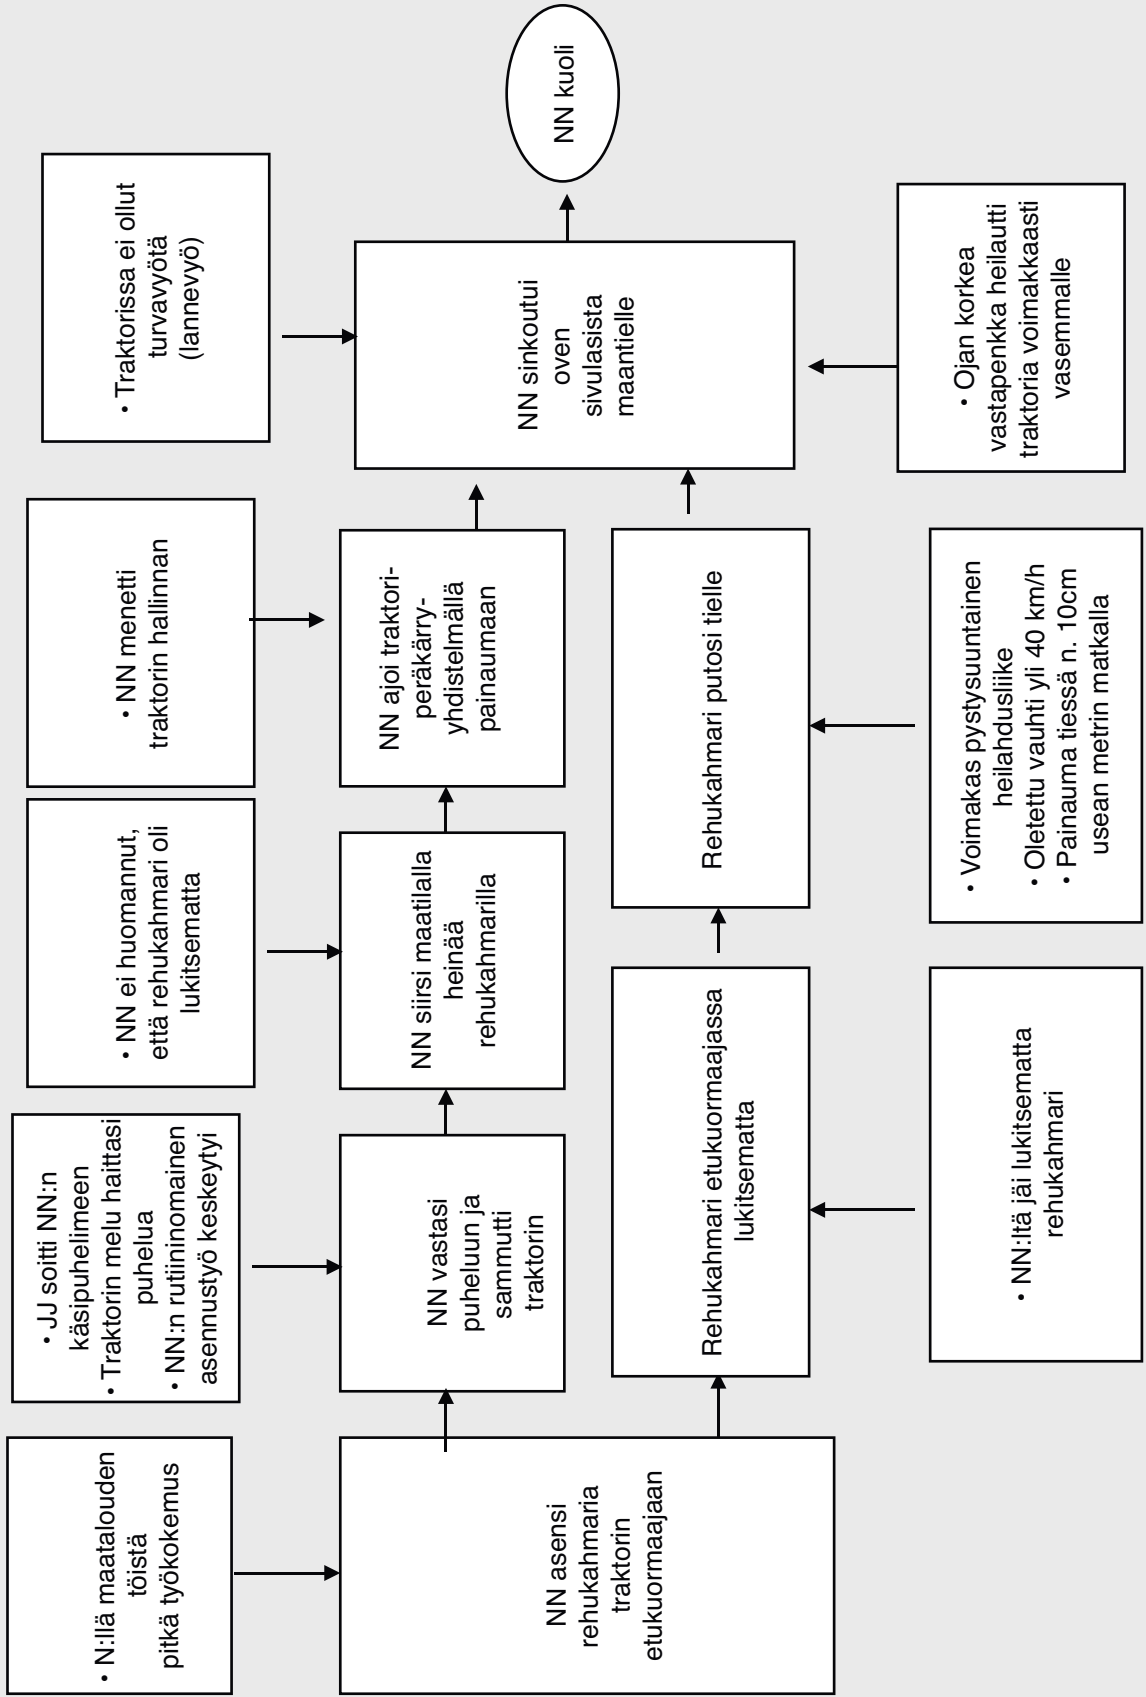 • N:llä maatalouden
töistä
pitkä työkokemus
• JJ soitti NN:n
käsipuhelimeen
• Traktorin melu haittasi
puhelua
• NN:n rutiininomainen
asennustyö keskeytyi
• NN ei huomannut,
että rehukahmari oli
lukitsematta
• NN menetti
traktorin hallinnan
• Traktorissa ei ollut
turvavyötä
(lannevyö)
NN asensi
rehukahmaria
traktorin
etukuormaajaan
NN vastasi
puheluun ja
sammutti
traktorin
NN siirsi maatilalla
heinää
rehukahmarilla
NN ajoi traktori-
peräkärry-
yhdistelmällä
painaumaan
NN sinkoutui
oven
sivulasista
maantielle
NN kuoli
Rehukahmari etukuormaajassa
lukitsematta
Rehukahmari putosi tielle
• NN:ltä jäi lukitsematta
rehukahmari
• Voimakas pystysuuntainen
heilahdusliike
• Oletettu vauhti yli 40 km/h
• Painauma tiessä n. 10cm
usean metrin matkalla
• Ojan korkea
vastapenkka heilautti
traktoria voimakkaasti
vasemmalle